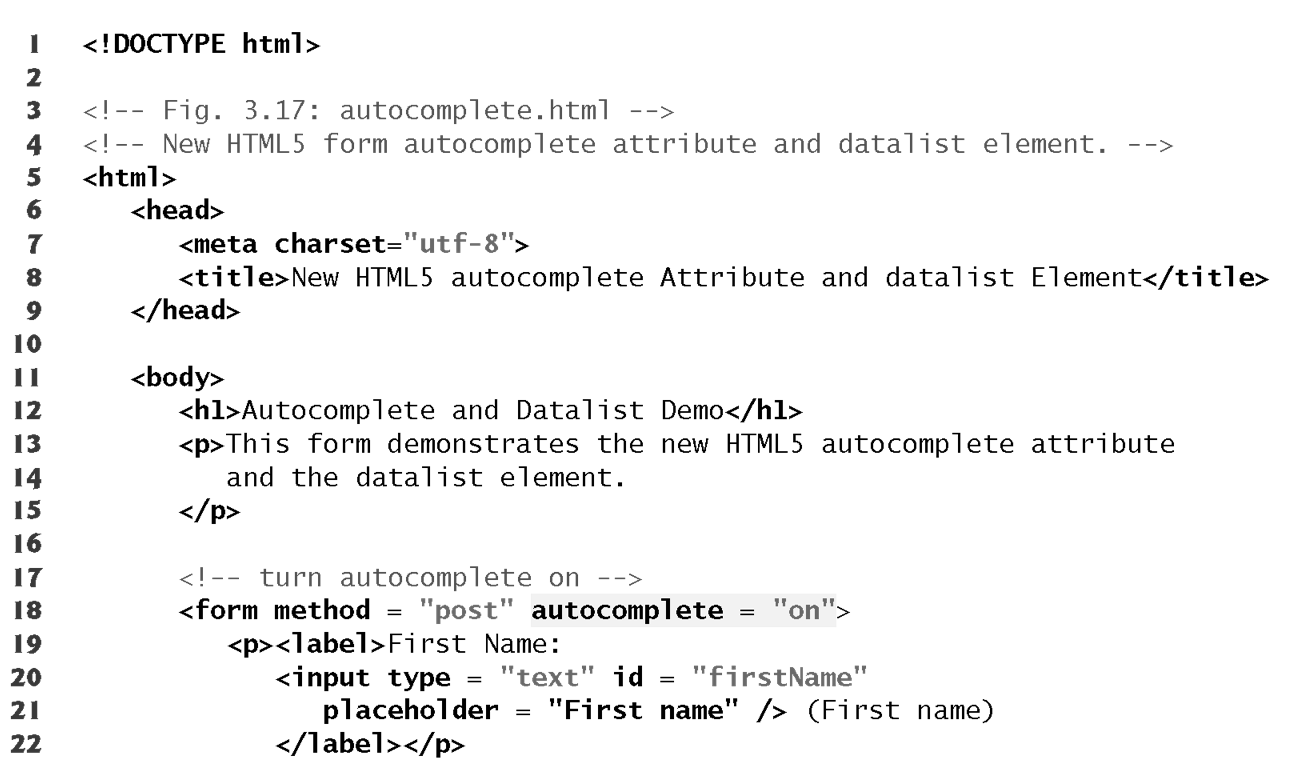 1 <!DOCTYPE html>
2
3 <!-- Fig. 3.17: autocomplete.html -->
4 <!-- New HTML5 form autocomplete attribute and datalist element. -->
5 <html>
6 <head>
7 <meta charset="utf-8">
8 <title>New HTML5 autocomplete Attribute and datalist Element</title>
9 </head>
10
11 <body>
12 <h1>Autocomplete and Datalist Demo</h1>
13 <p>This form demonstrates the new HTML5 autocomplete attribute
14 and the datalist element.
15 </p>
16
17 <!-- turn autocomplete on -->
18 <form method = "post" autocomplete = "on">
19 <p><label>First Name:
20 <input type = "text" id = "firstName"
21 placeholder = "First name" /> (First name)
22 </label></p>